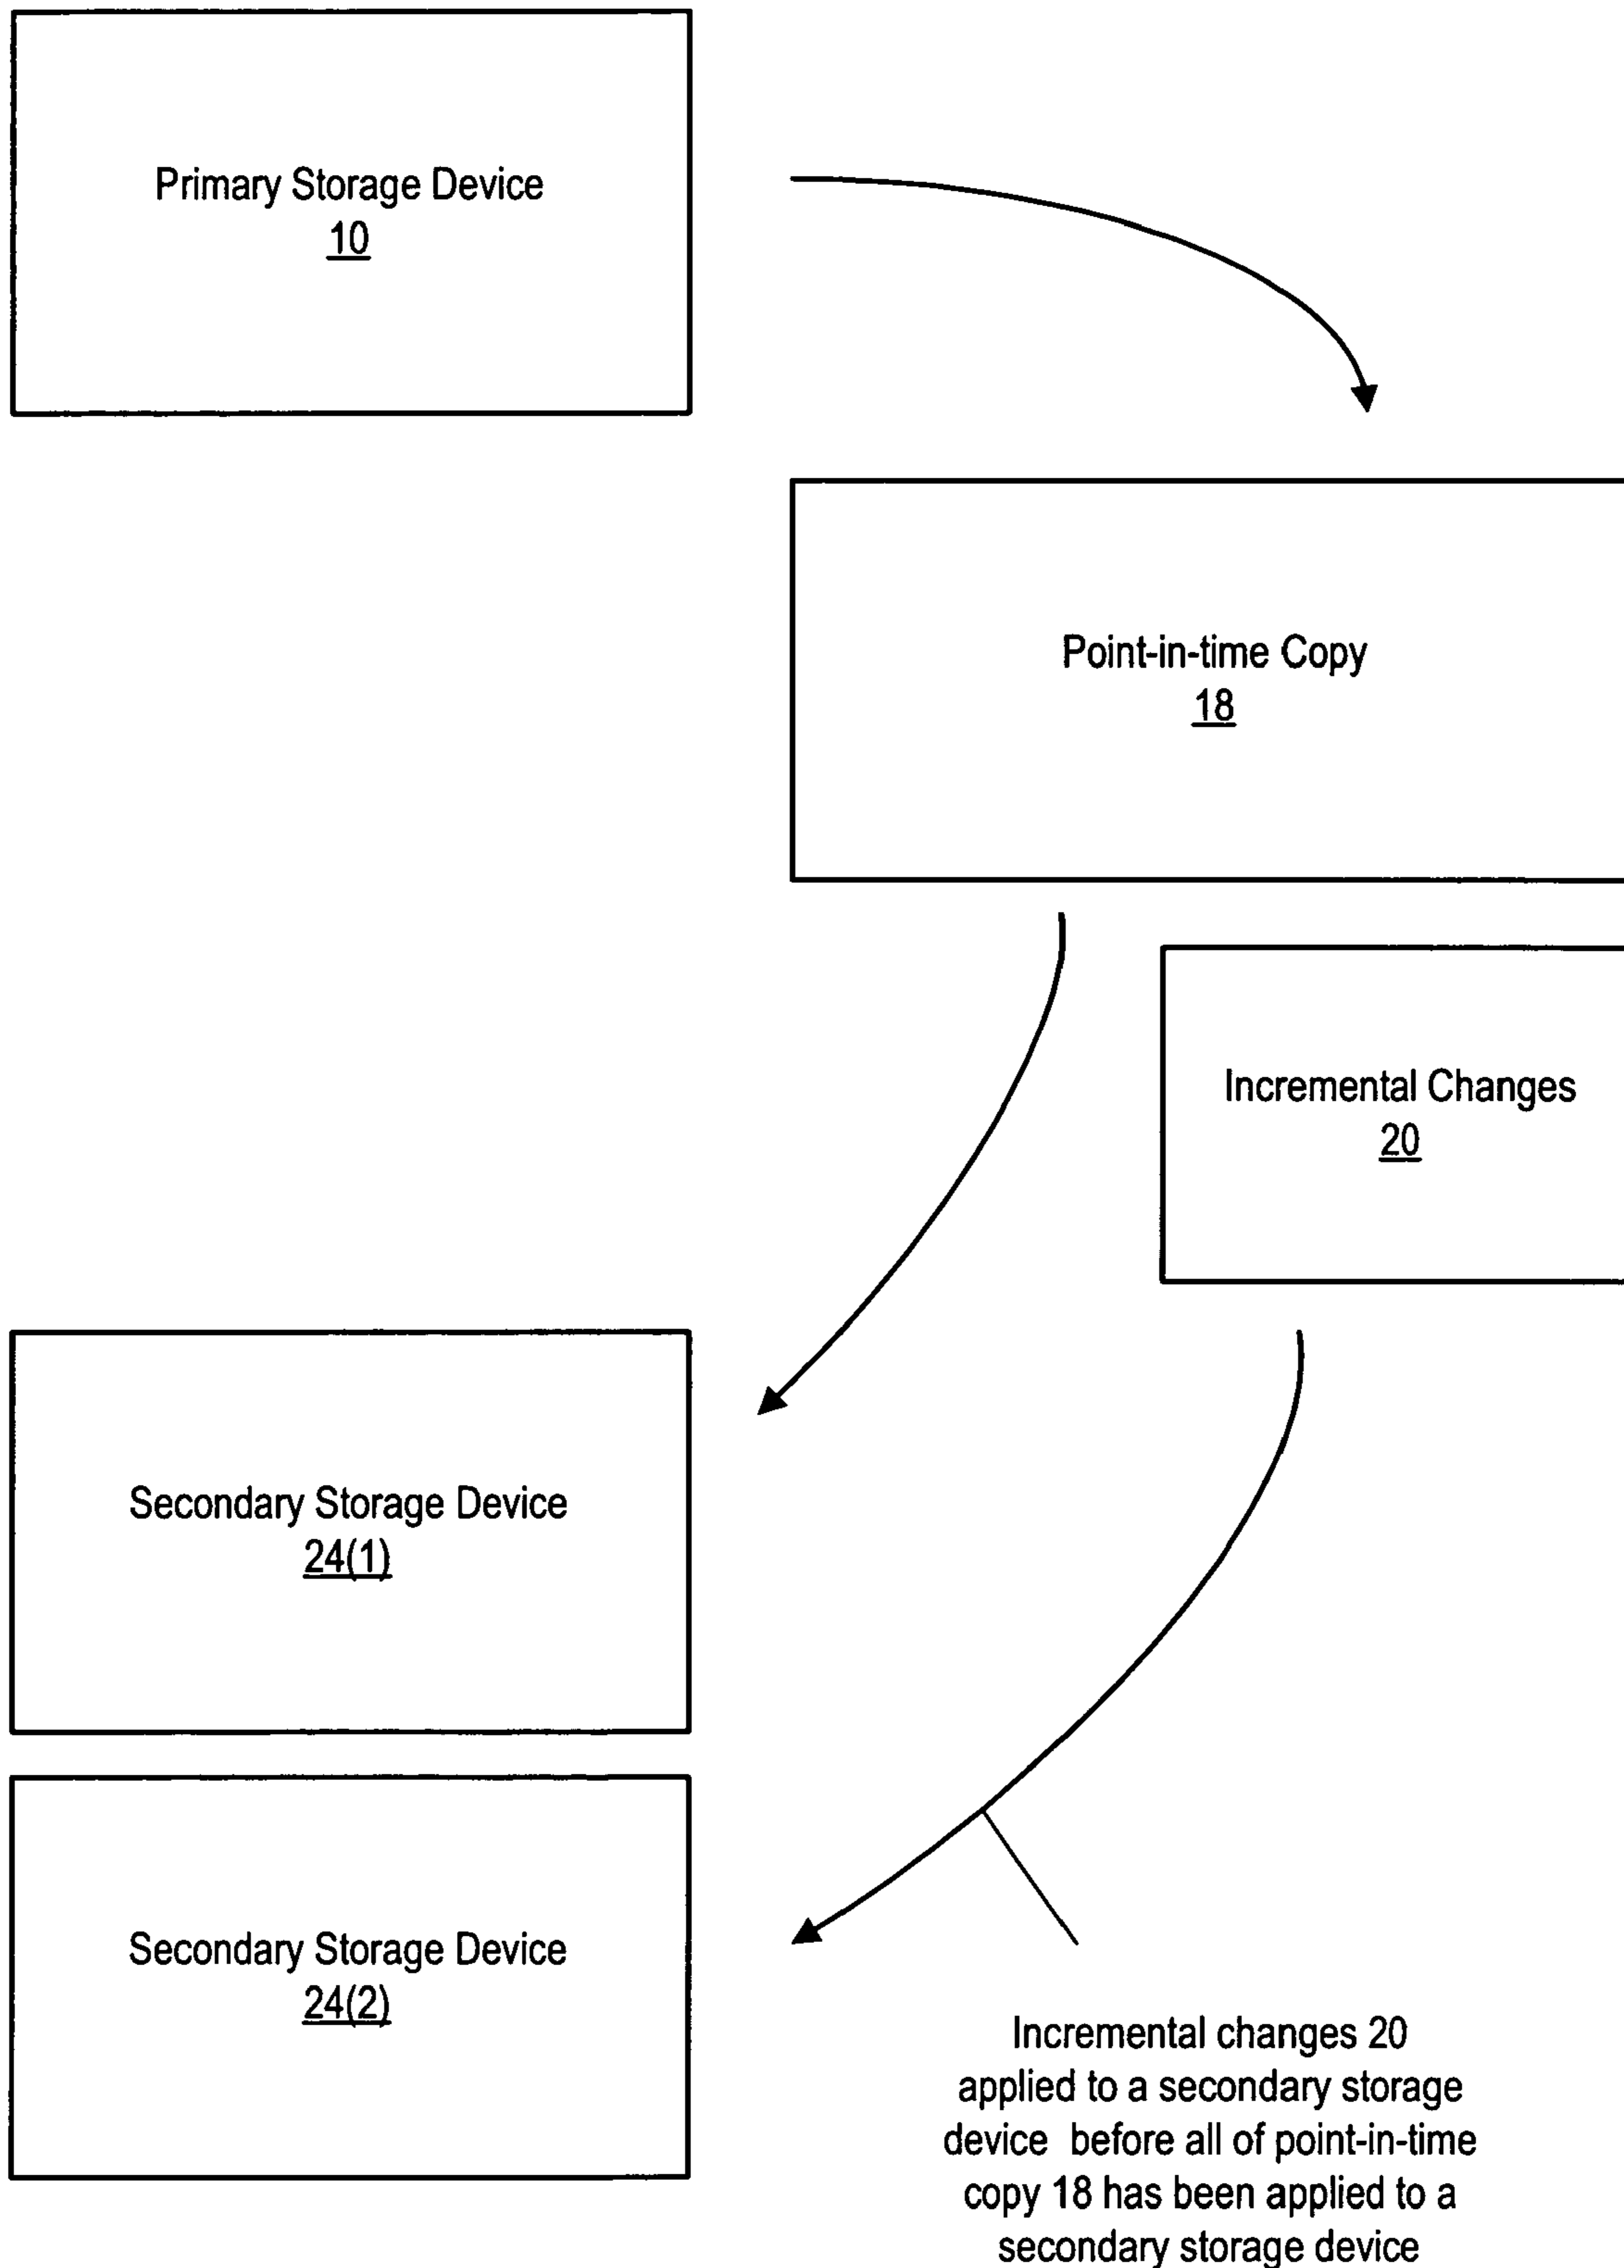 Primary Storage Device
10
Point-in-time Copy
18
Incremental Changes
20
Secondary Storage Device
24(1)
Secondary Storage Device
24(2)
Incremental changes 20
applied to a secondary storage
device before all of point-in-time
copy 18 has been applied to a
secondary storage device